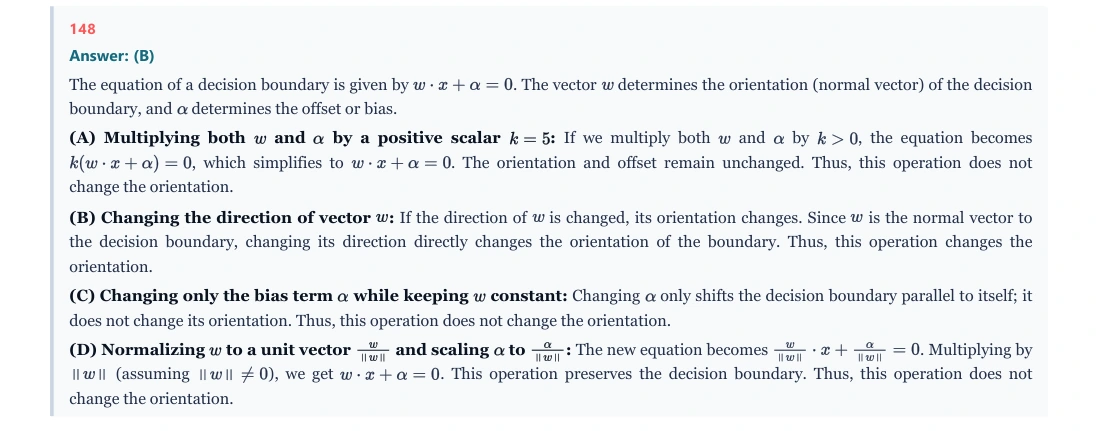 148
Answer: (B)
The equation of a decision boundary is given by w · x + α = 0. The vector w determines the orientation (normal vector) of the decision
boundary, and α determines the offset or bias.
(A) Multiplying both w and α by a positive scalar k = 5: If we multiply both w and α by k > 0, the equation becomes
k(w · x + α) = 0, which simplifies to w · x + α = 0. The orientation and offset remain unchanged. Thus, this operation does not
change the orientation.
(B) Changing the direction of vector w: If the direction of w is changed, its orientation changes. Since w is the normal vector to
the decision boundary, changing its direction directly changes the orientation of the boundary. Thus, this operation changes the
orientation.
(C) Changing only the bias term α while keeping w constant: Changing α only shifts the decision boundary parallel to itself; it
does not change its orientation. Thus, this operation does not change the orientation.
(D) Normalizing w to a unit vector w/||w|| and scaling α to α/||w||: The new equation becomes w/||w|| · x + α/||w|| = 0. Multiplying by
||w|| (assuming ||w|| ≠ 0), we get w · x + α = 0. This operation preserves the decision boundary. Thus, this operation does not
change the orientation.